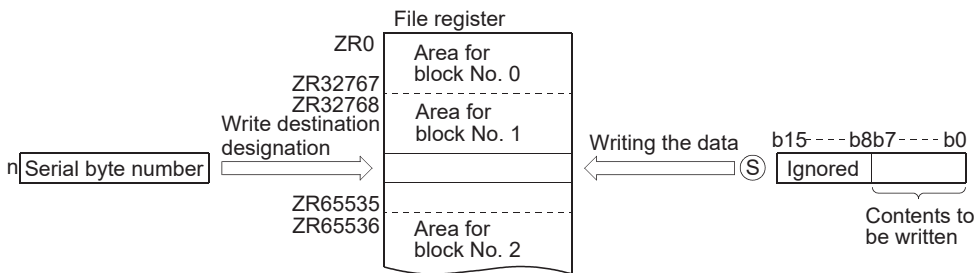 File register
ZR0
Area for
block No. 0
ZR32767
ZR32768
Area for
block No. 1
Write destination
designation
Writing the data
b15 b8b7 b0
n Serial byte number
S Ignored
ZR65535
ZR65536
Area for
block No. 2
Contents to
be written